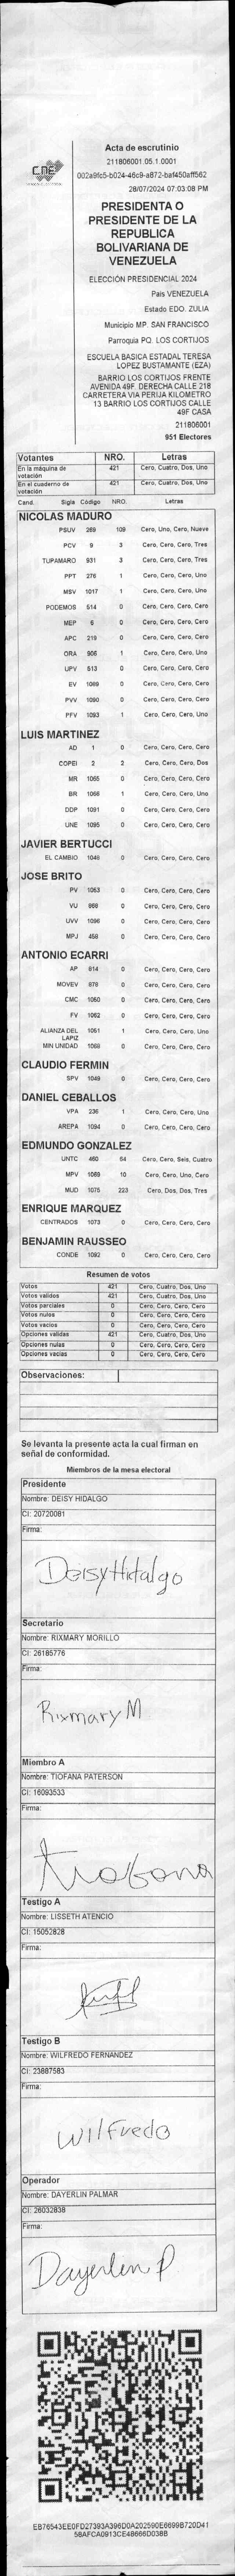 CNE
Acta de escrutinio
211806001.05.1.0001
002a9fc5-b024-46c9-a872-baf450aff562
28/07/2024 07:03:08 PM
PRESIDENTA O
PRESIDENTE DE LA
REPUBLICA
BOLIVARIANA DE
VENEZUELA
ELECCIÓN PRESIDENCIAL 2024
País VENEZUELA
Estado EDO. ZULIA
Municipio MP. SAN FRANCISCO
Parroquia PQ. LOS CORTIJOS
ESCUELA BASICA ESTADAL TERESA
LOPEZ BUSTAMANTE (EZA)
BARRIO LOS CORTIJOS FRENTE
AVENIDA 49F. DERECHA CALLE 218
CARRETERA VIA PERIJA KILOMETRO
13 BARRIO LOS CORTIJOS CALLE
49F CASA
211806001
951 Electores
Votantes NRO. Letras
En la máquina de votación 421 Cero, Cuatro, Dos, Uno
En el cuaderno de votación 421 Cero, Cuatro, Dos, Uno
Cand. Sigla Código NRO. Letras
NICOLAS MADURO
PSUV 269 109 Cero, Uno, Cero, Nueve
PCV 9 3 Cero, Cero, Cero, Tres
TUPAMARO 931 3 Cero, Cero, Cero, Tres
PPT 276 1 Cero, Cero, Cero, Uno
MSV 1017 1 Cero, Cero, Cero, Uno
PODEMOS 514 0 Cero, Cero, Cero, Cero
MEP 6 0 Cero, Cero, Cero, Cero
APC 219 0 Cero, Cero, Cero, Cero
ORA 906 1 Cero, Cero, Cero, Uno
UPV 513 0 Cero, Cero, Cero, Cero
EV 1089 0 Cero, Cero, Cero, Cero
PVV 1090 0 Cero, Cero, Cero, Cero
PFV 1093 1 Cero, Cero, Cero, Uno
LUIS MARTINEZ
AD 1 0 Cero, Cero, Cero, Cero
COPEI 2 2 Cero, Cero, Cero, Dos
MR 1065 0 Cero, Cero, Cero, Cero
BR 1066 1 Cero, Cero, Cero, Uno
DDP 1091 0 Cero, Cero, Cero, Cero
UNE 1095 0 Cero, Cero, Cero, Cero
JAVIER BERTUCCI
EL CAMBIO 1046 0 Cero, Cero, Cero, Cero
JOSE BRITO
PV 1053 0 Cero, Cero, Cero, Cero
VU 868 0 Cero, Cero, Cero, Cero
UVV 1096 0 Cero, Cero, Cero, Cero
MPJ 458 0 Cero, Cero, Cero, Cero
ANTONIO ECARRI
AP 814 0 Cero, Cero, Cero, Cero
MOVEV 878 0 Cero, Cero, Cero, Cero
CMC 1050 0 Cero, Cero, Cero, Cero
FV 1052 0 Cero, Cero, Cero, Cero
ALIANZA DEL LAPIZ 1051 1 Cero, Cero, Cero, Uno
MIN UNIDAD 1068 0 Cero, Cero, Cero, Cero
CLAUDIO FERMIN
SPV 1049 0 Cero, Cero, Cero, Cero
DANIEL CEBALLOS
VPA 236 1 Cero, Cero, Cero, Uno
AREPA 1094 0 Cero, Cero, Cero, Cero
EDMUNDO GONZALEZ
UNTC 460 64 Cero, Cero, Seis, Cuatro
MPV 1069 10 Cero, Cero, Uno, Cero
MUD 1075 223 Cero, Dos, Dos, Tres
ENRIQUE MARQUEZ
CENTRADOS 1073 0 Cero, Cero, Cero, Cero
BENJAMIN RAUSSEO
CONDE 1092 0 Cero, Cero, Cero, Cero
Resumen de votos
Votos 421 Cero, Cuatro, Dos, Uno
Votos validos 421 Cero, Cuatro, Dos, Uno
Votos parciales 0 Cero, Cero, Cero, Cero
Votos nulos 0 Cero, Cero, Cero, Cero
Votos vacios 0 Cero, Cero, Cero, Cero
Opciones validas 421 Cero, Cuatro, Dos, Uno
Opciones nulas 0 Cero, Cero, Cero, Cero
Opciones vacias 0 Cero, Cero, Cero, Cero
Observaciones:
Se levanta la presente acta la cual firman en
señal de conformidad.
Miembros de la mesa electoral
Presidente
Nombre: DEISY HIDALGO
CI: 20720081
Firma:
Deisy Hidalgo
Secretario
Nombre: RIXMARY MORILLO
CI: 26185776
Firma:
Rixmary M
Miembro A
Nombre: TIOFANA PATERSON
CI: 16093533
Firma:
Testigo A
Nombre: LISSETH ATENCIO
CI: 15052828
Firma:
Testigo B
Nombre: WILFREDO FERNANDEZ
CI: 23887583
Firma:
Wilfredo
Operador
Nombre: DAYERLIN PALMAR
CI: 26032838
Firma:
Dayerlin P.
EB76543EE0FD27393A396D0A202590E6699B720D41
58AFCA0913CE4B666D038B